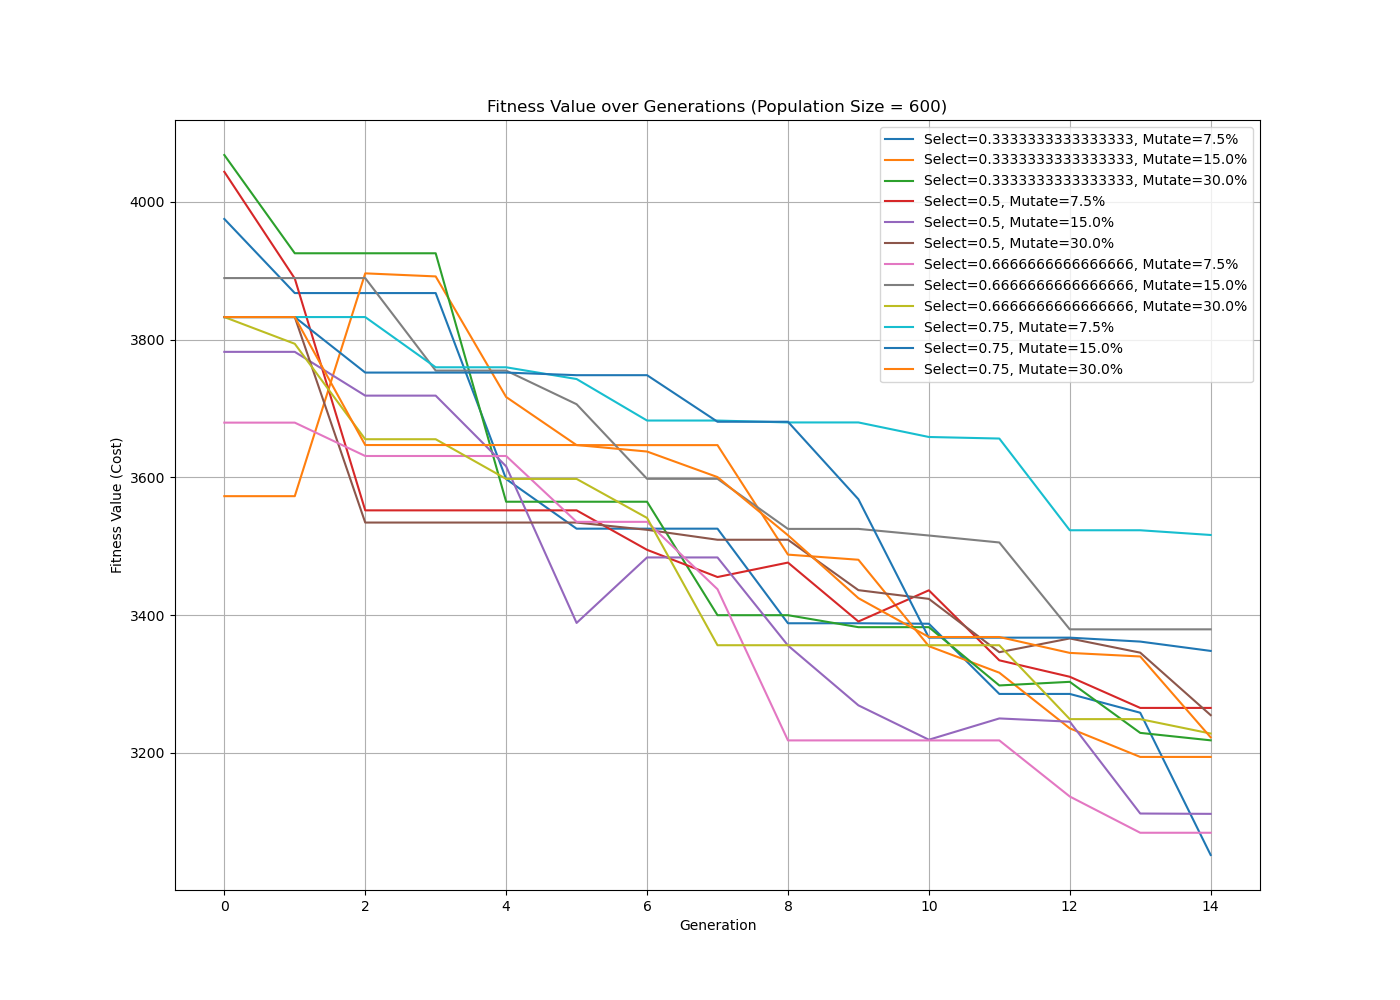 Fitness Value over Generations (Population Size = 600)
Select=0.3333333333333333, Mutate=7.5%
Select=0.3333333333333333, Mutate=15.0%
Select=0.3333333333333333, Mutate=30.0%
Select=0.5, Mutate=7.5%
Select=0.5, Mutate=15.0%
Select=0.5, Mutate=30.0%
Select=0.6666666666666666, Mutate=7.5%
Select=0.6666666666666666, Mutate=15.0%
Select=0.6666666666666666, Mutate=30.0%
Select=0.75, Mutate=7.5%
Select=0.75, Mutate=15.0%
Select=0.75, Mutate=30.0%
4000
3800
3600
3400
3200
Fitness Value (Cost)
0 2 4 6 8 10 12 14
Generation